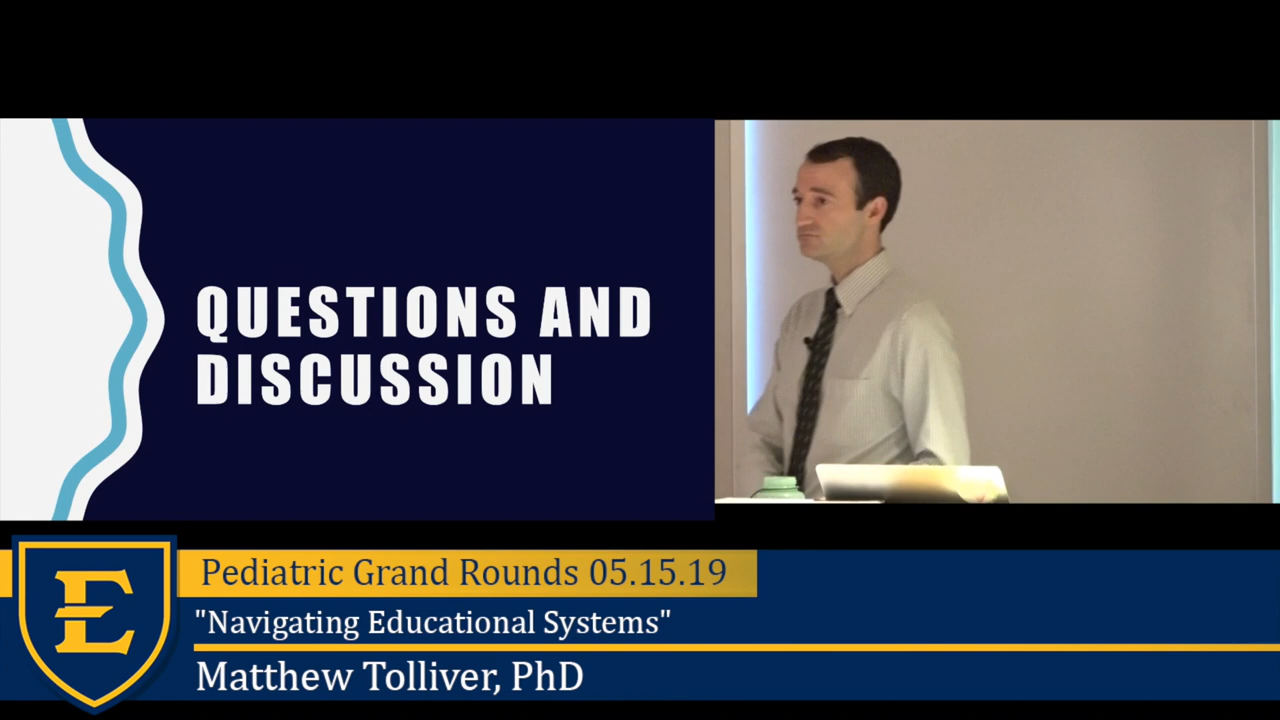 QUESTIONS AND
DISCUSSION
E
Pediatric Grand Rounds 05.15.19
"Navigating Educational Systems"
Matthew Tolliver, PhD